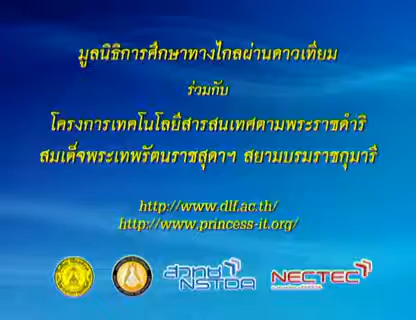 มูลนิธิการศึกษาทางไกลผ่านดาวเทียม
ร่วมกับ
โครงการเทคโนโลยีสารสนเทศตามพระราชดำริ
สมเด็จพระเทพรัตนราชสุดาฯ สยามบรมราชกุมารี
http://www.dlf.ac.th/
http://www.princess-it.org/
สวทช NECTEC
NSTDA